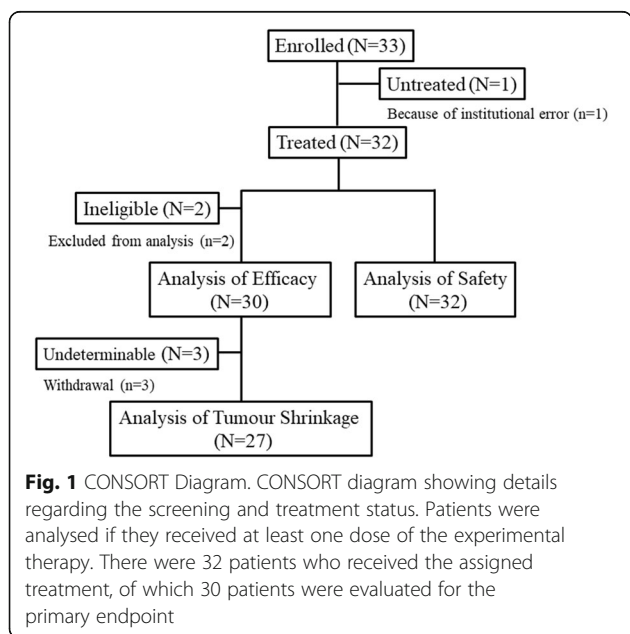 Enrolled (N=33)
Untreated (N=1)
Because of institutional error (n=1)
Treated (N=32)
Ineligible (N=2)
Excluded from analysis (n=2)
Analysis of Efficacy
(N=30)
Analysis of Safety
(N=32)
Undeterminable (N=3)
Withdrawal (n=3)
Analysis of Tumour Shrinkage
(N=27)
Fig. 1 CONSORT Diagram. CONSORT diagram showing details
regarding the screening and treatment status. Patients were
analysed if they received at least one dose of the experimental
therapy. There were 32 patients who received the assigned
treatment, of which 30 patients were evaluated for the
primary endpoint